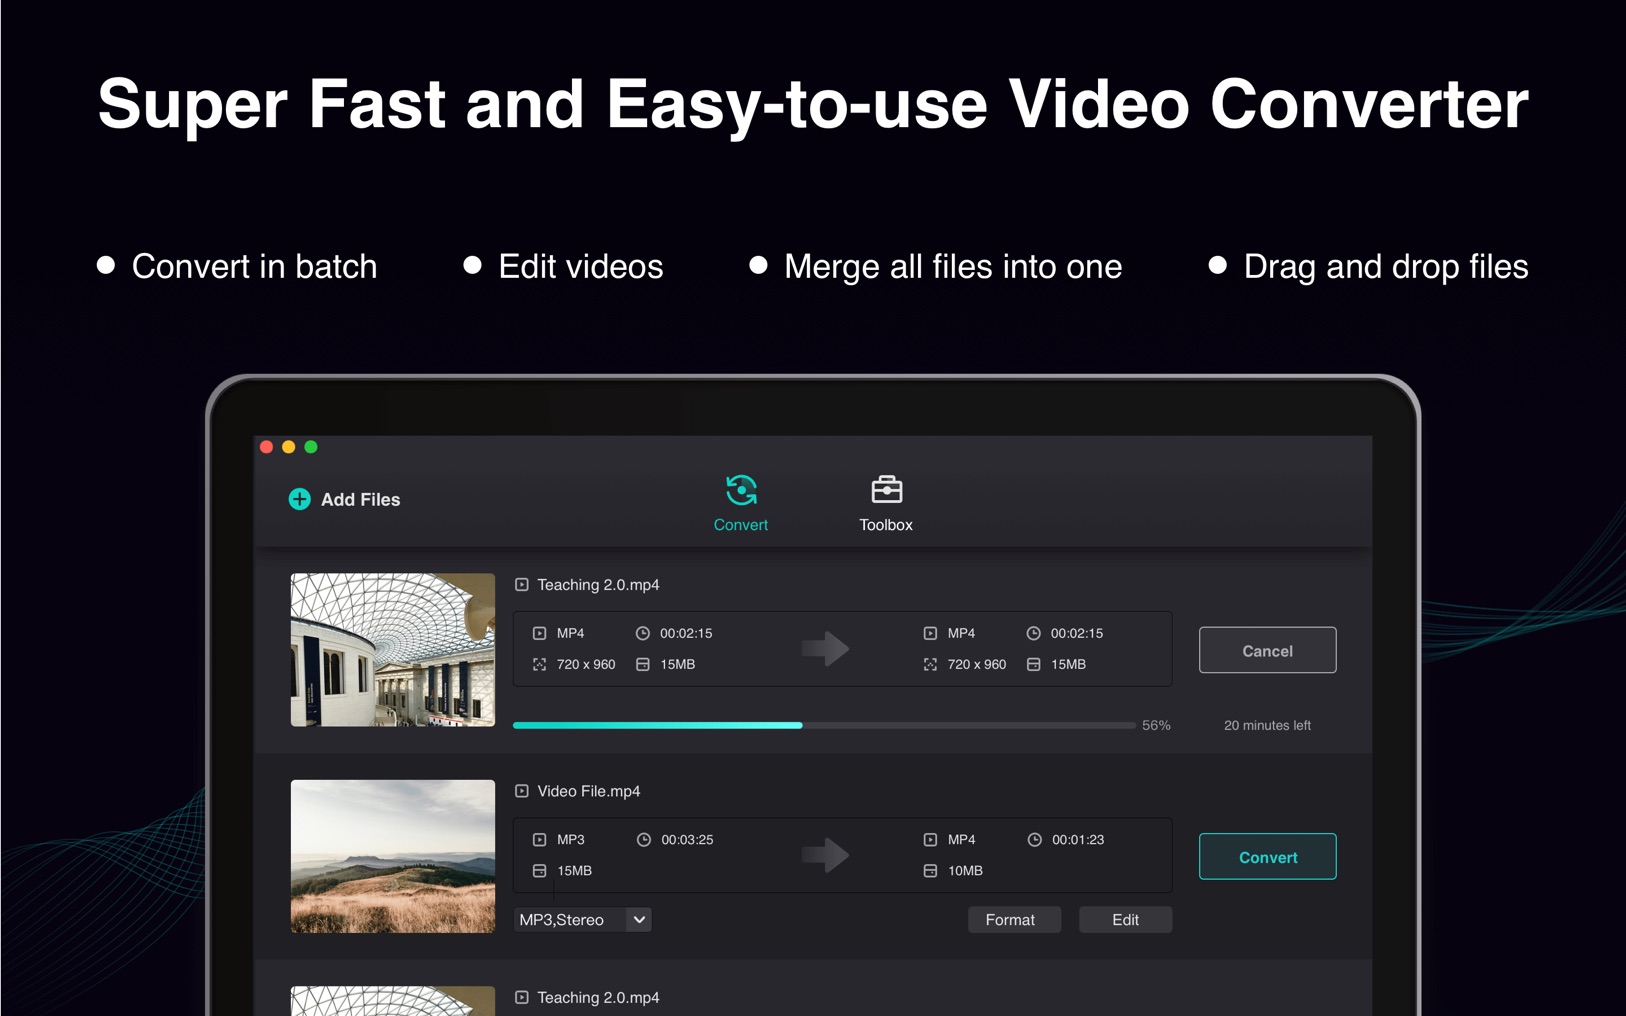 Super Fast and Easy-to-use Video Converter
Convert in batch
Edit videos
Merge all files into one
Drag and drop files
Add Files
Convert
Toolbox
Teaching 2.0.mp4
MP4
00:02:15
MP4
00:02:15
720 x 960
15MB
720 x 960
15MB
Cancel
56%
20 minutes left
Video File.mp4
MP3
00:03:25
MP4
00:01:23
15MB
10MB
Convert
MP3,Stereo
Format
Edit
Teaching 2.0.mp4